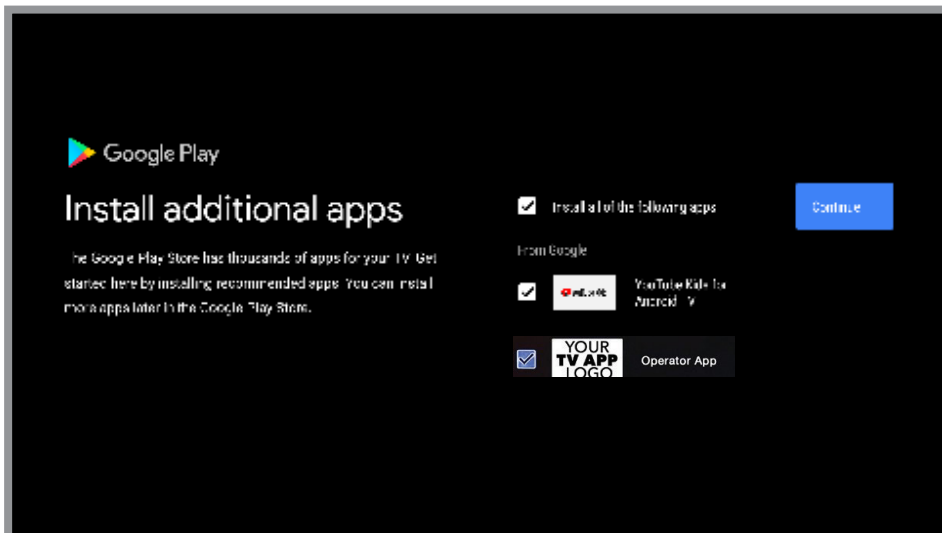 Google Play
Install additional apps
The Google Play Store has thousands of apps for your TV. Get
started here by installing recommended apps. You can install
more apps later in the Google Play Store.
Install all of the following apps
Continue
From Google
YouTube Kids for
Android TV
YOUR
TV APP
LOGO
Operator App